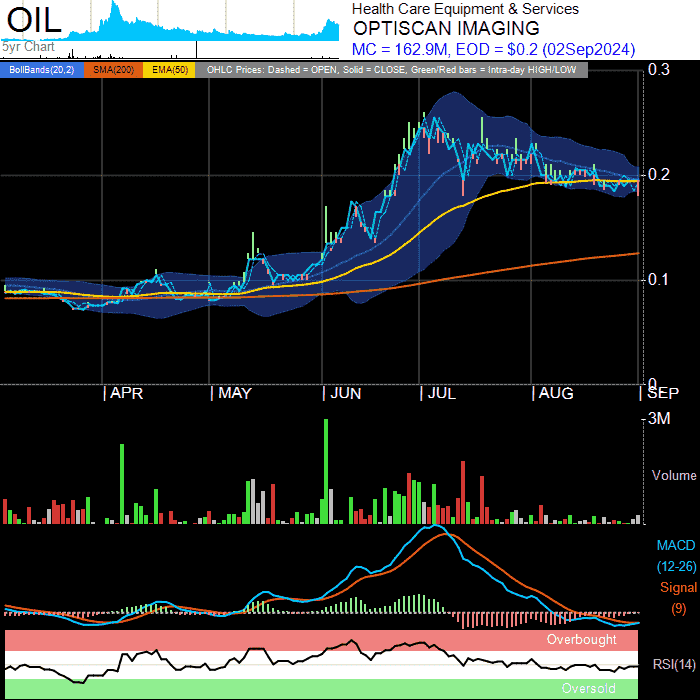 OIL
5yr Chart
Health Care Equipment & Services
OPTISCAN IMAGING
MC = 162.9M, EOD = $0.2 (02Sep2024)
BollBands(20,2) SMA(200) EMA(50) OHLC Prices: Dashed = OPEN, Solid = CLOSE, Green/Red bars = Intra-day HIGH/LOW
0.3
0.2
0.1
0
| APR | MAY | JUN | JUL | AUG | SEP
3M
Volume
MACD
(12-26)
Signal
(9)
Overbought
RSI(14)
Oversold